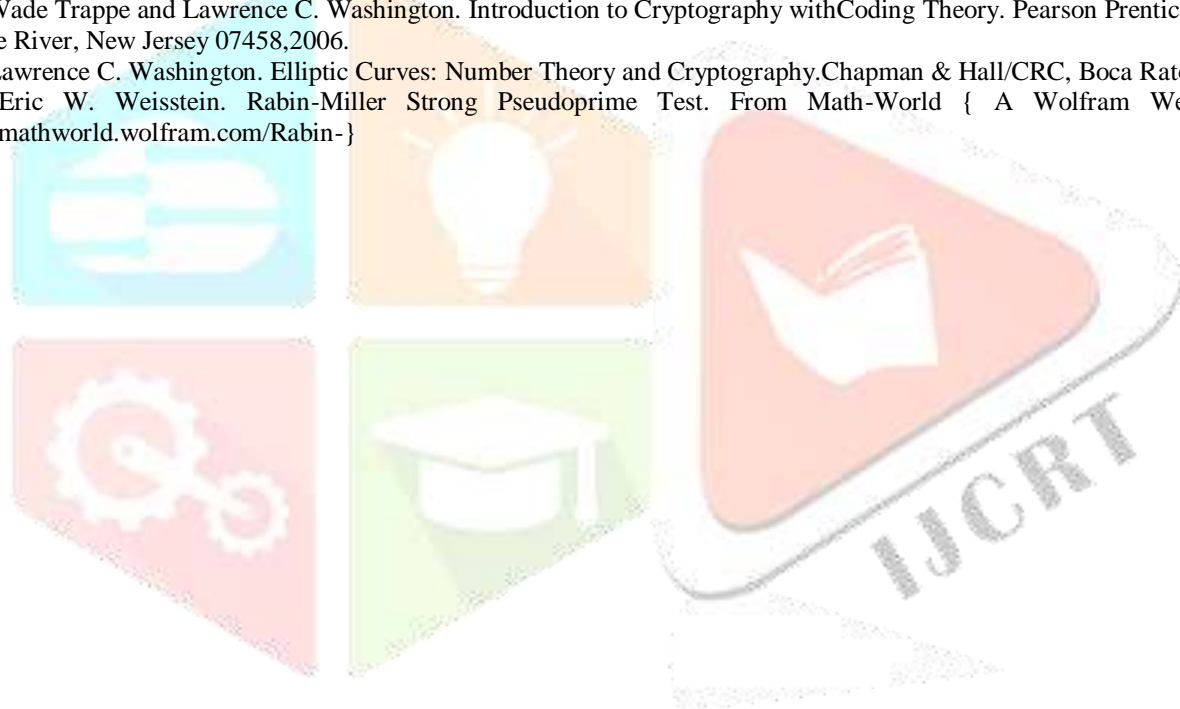 Wade Trappe and Lawrence C. Washington. Introduction to Cryptography withCoding Theory. Pearson Prentic
e River, New Jersey 07458,2006.
Lawrence C. Washington. Elliptic Curves: Number Theory and Cryptography.Chapman & Hall/CRC, Boca Rat
Eric W. Weisstein. Rabin-Miller Strong Pseudoprime Test. From Math-World { A Wolfram We
mathworld.wolfram.com/Rabin-}
IJCRT